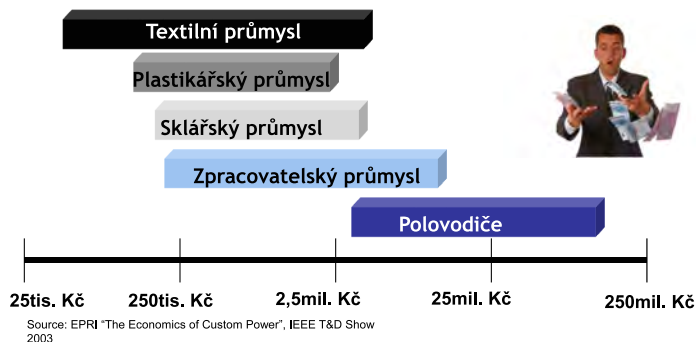 Textilní průmysl
Plastikářský průmysl
Sklářský průmysl
Zpracovatelský průmysl
Polovodiče
25tis. Kč
250tis. Kč
2,5mil. Kč
25mil. Kč
250mil. Kč
Source: EPRI “The Economics of Custom Power”, IEEE T&D Show
2003